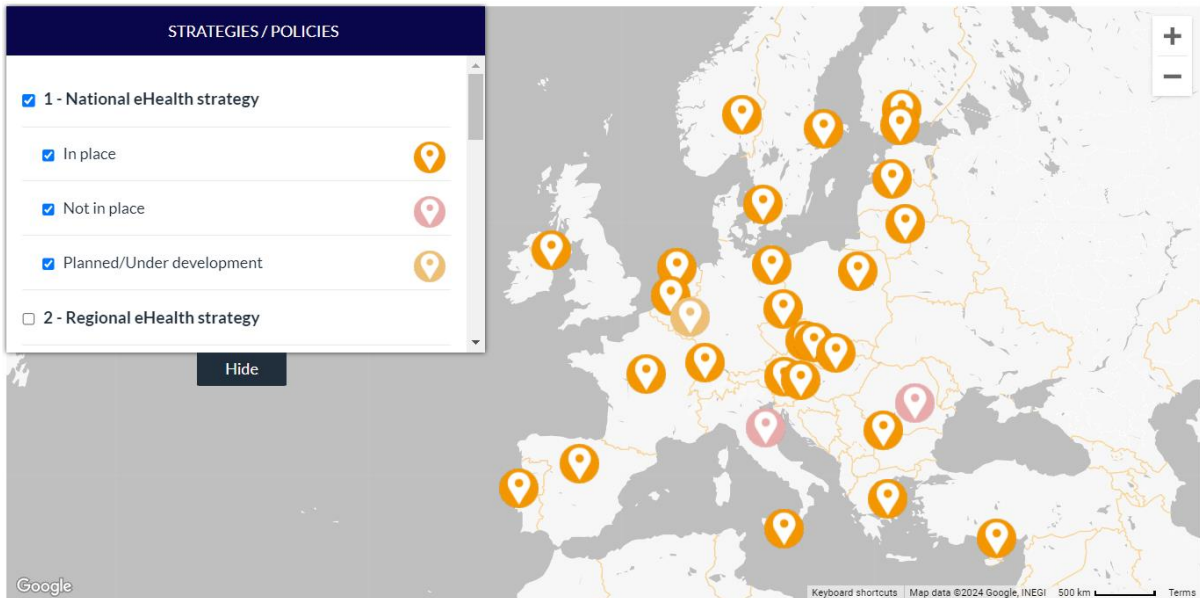 STRATEGIES / POLICIES
1 - National eHealth strategy
In place
Not in place
Planned/Under development
2 - Regional eHealth strategy
Hide
Google
Keyboard shortcuts
Map data ©2024 Google, INEGI
500 km
Terms